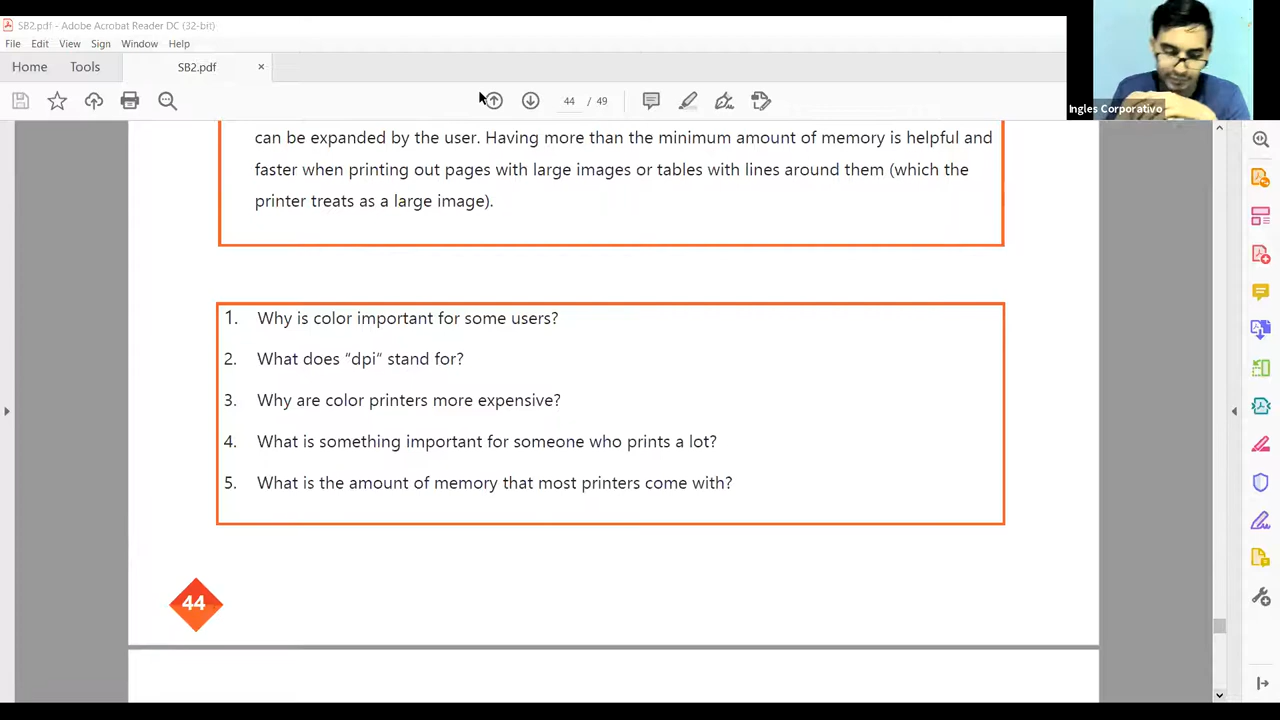 SB2.pdf - Adobe Acrobat Reader DC (32-bit)
File Edit View Sign Window Help
Home Tools SB2.pdf ×
44 / 49
Ingles Corporativo
can be expanded by the user. Having more than the minimum amount of memory is helpful and
faster when printing out pages with large images or tables with lines around them (which the
printer treats as a large image).
1. Why is color important for some users?
2. What does “dpi” stand for?
3. Why are color printers more expensive?
4. What is something important for someone who prints a lot?
5. What is the amount of memory that most printers come with?
44